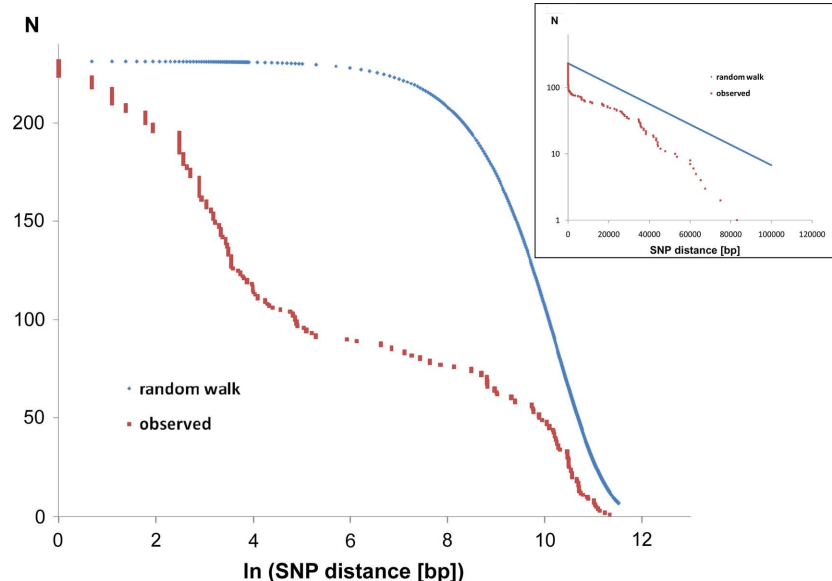 N
200
150
100
50
0
random walk
observed
0 2 4 6 8 10 12
ln (SNP distance [bp])
N
100
10
1
random walk
observed
0 20000 40000 60000 80000 100000 120000
SNP distance [bp]